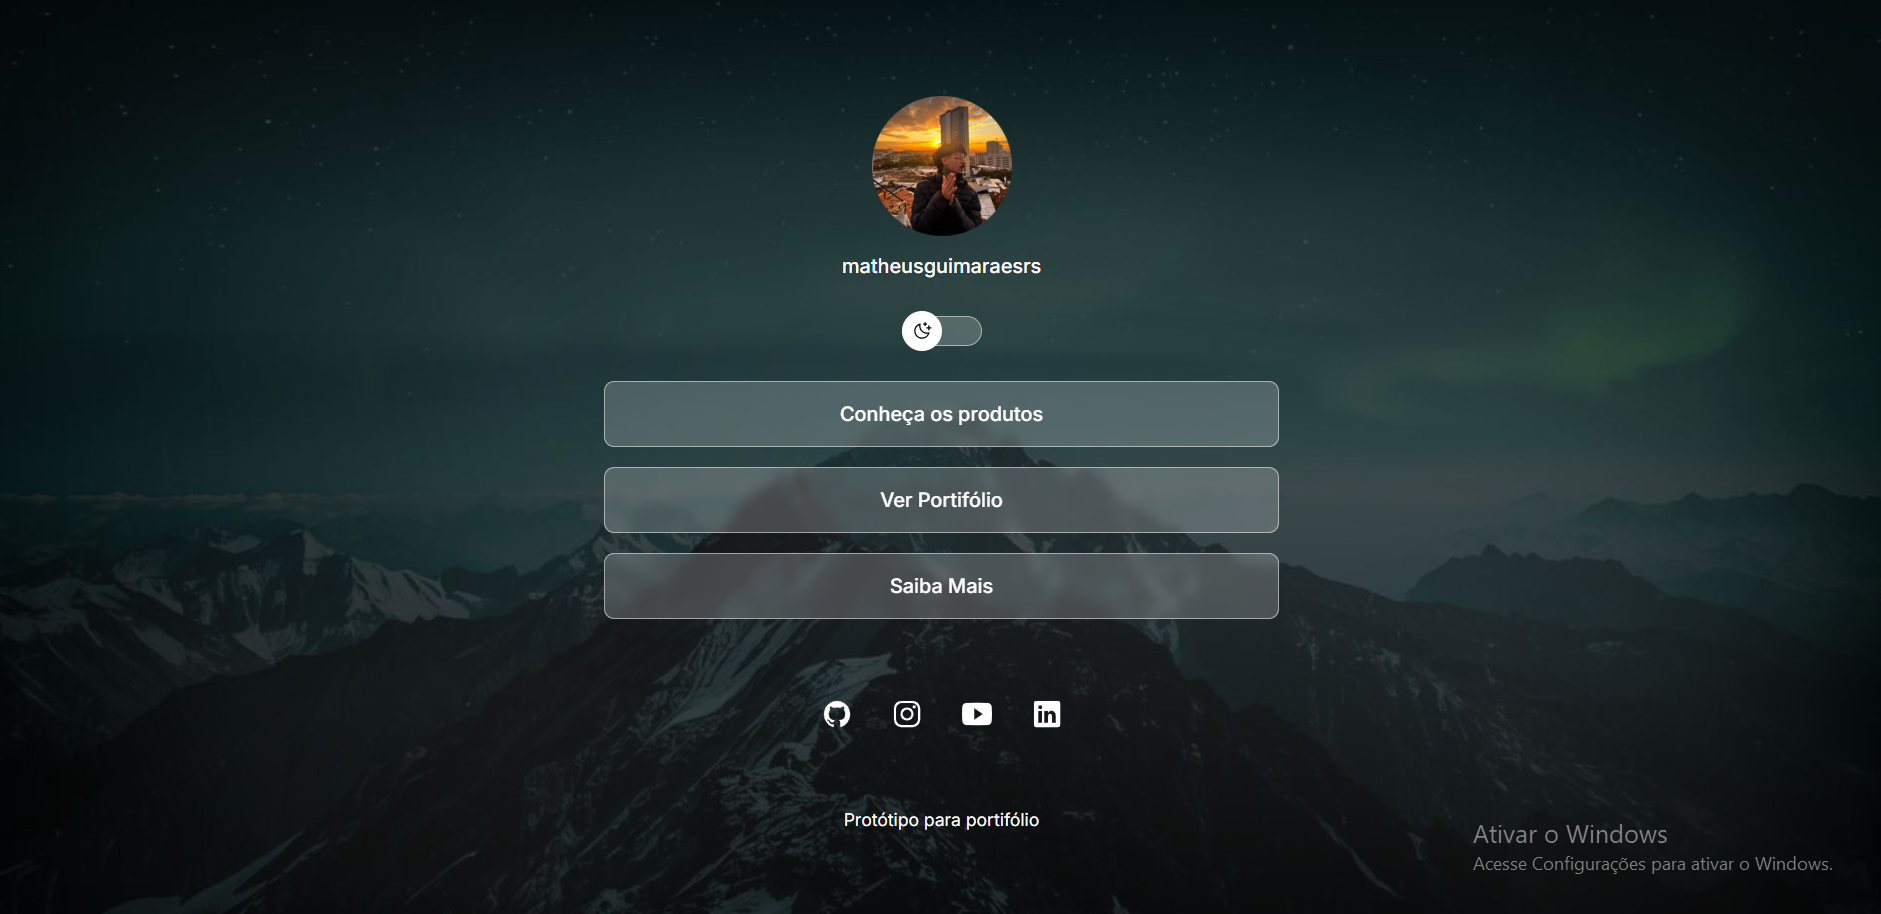 matheusguimaraesrs
Conheça os produtos
Ver Portifólio
Saiba Mais
Protótipo para portifólio
Ativar o Windows
Acesse Configurações para ativar o Windows.